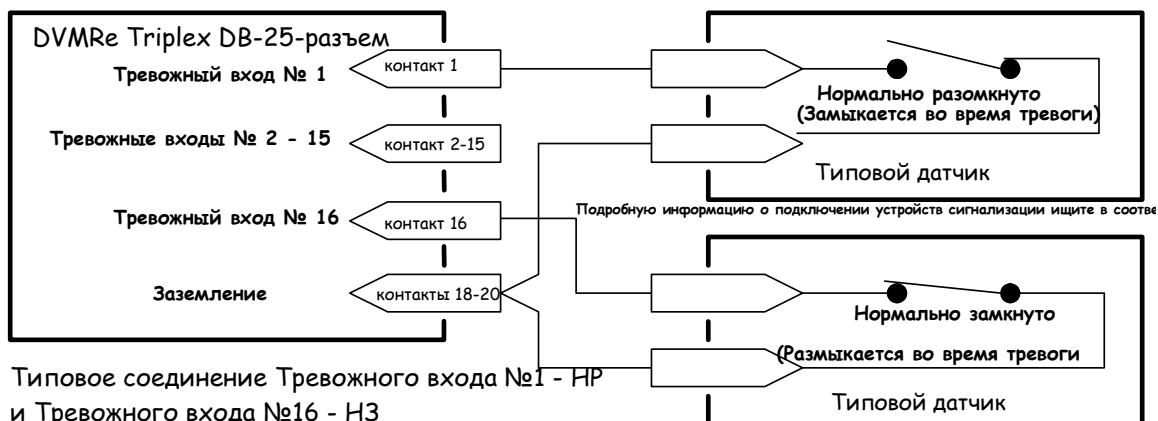 DVMRe Triplex DB-25-разъем
Тревожный вход № 1
контакт 1
Тревожные входы № 2 - 15
контакт 2-15
Тревожный вход № 16
контакт 16
Заземление
контакты 18-20
Нормально разомкнуто
(Замыкается во время тревоги)
Типовой датчик
Подробную информацию о подключении устройств сигнализации ищите в соотве
Нормально замкнуто
(Размыкается во время тревоги
Типовой датчик
Типовое соединение Тревожного входа №1 - НР
и Тревожного входа №16 - НЗ